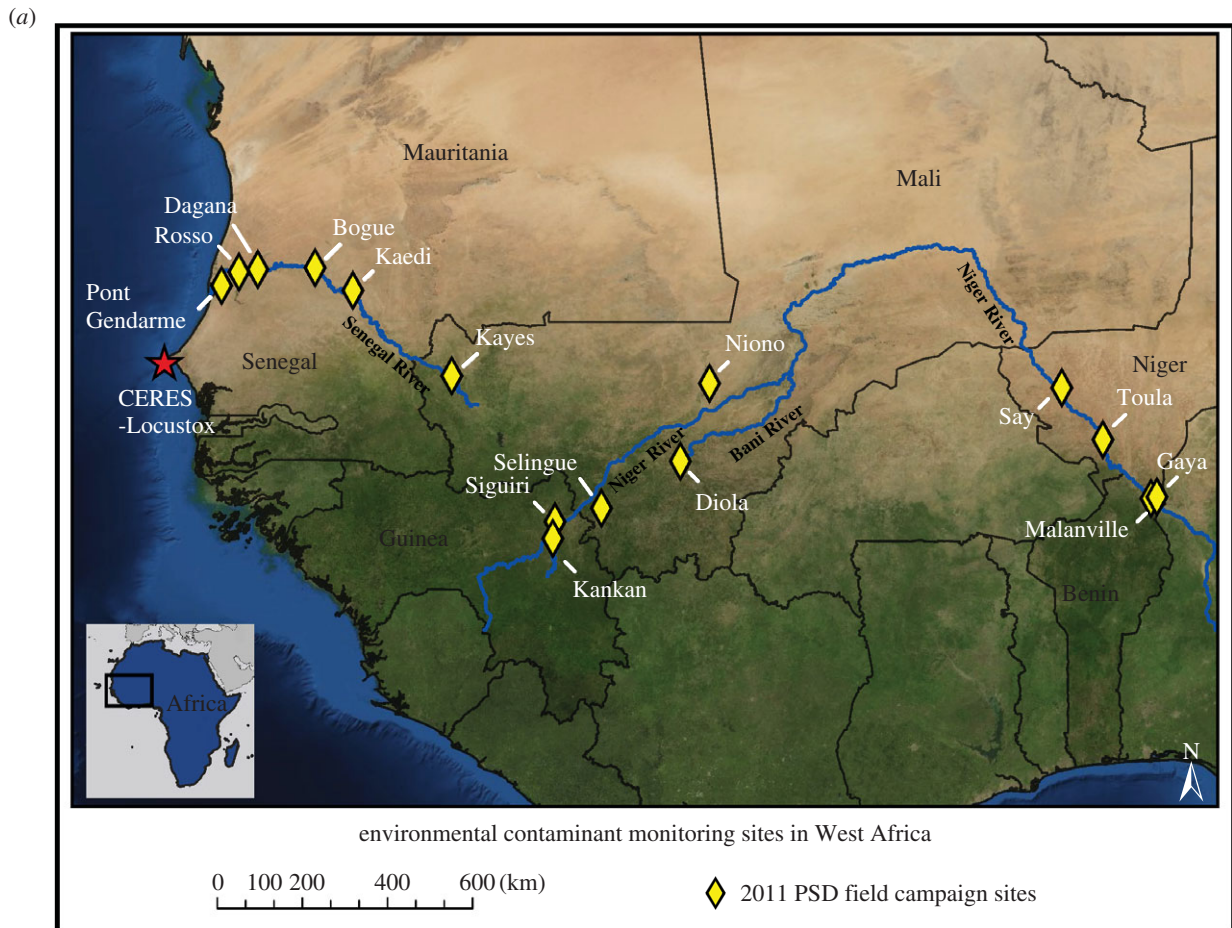 (a)
Mauritania
Mali
Dagana
Rosso
Bogue
Kaedi
Pont
Gendarme
Niger River
Senegal River
Senegal
Kayes
Niono
Niger
CERES
-Locustox
Say
Toula
Niger River
Bani River
Selingue
Siguiri
Diola
Gaya
Malanville
Guinea
Kankan
Benin
Africa
N
environmental contaminant monitoring sites in West Africa
0 100 200 400 600 (km)
2011 PSD field campaign sites